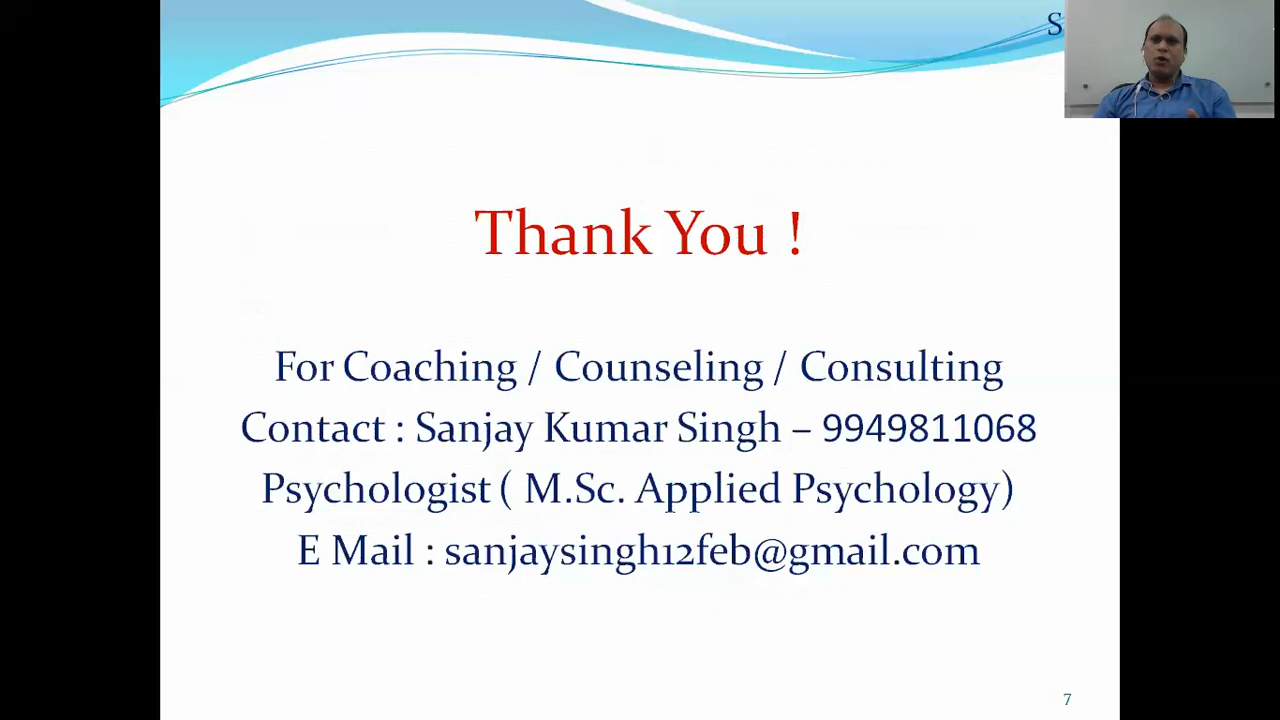 S
Thank You !
For Coaching / Counseling / Consulting
Contact : Sanjay Kumar Singh – 9949811068
Psychologist ( M.Sc. Applied Psychology)
E Mail : sanjaysingh12feb@gmail.com
7